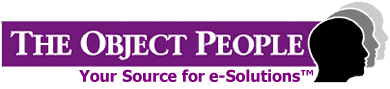 THE OBJECT PEOPLE
Your Source for e-Solutions™